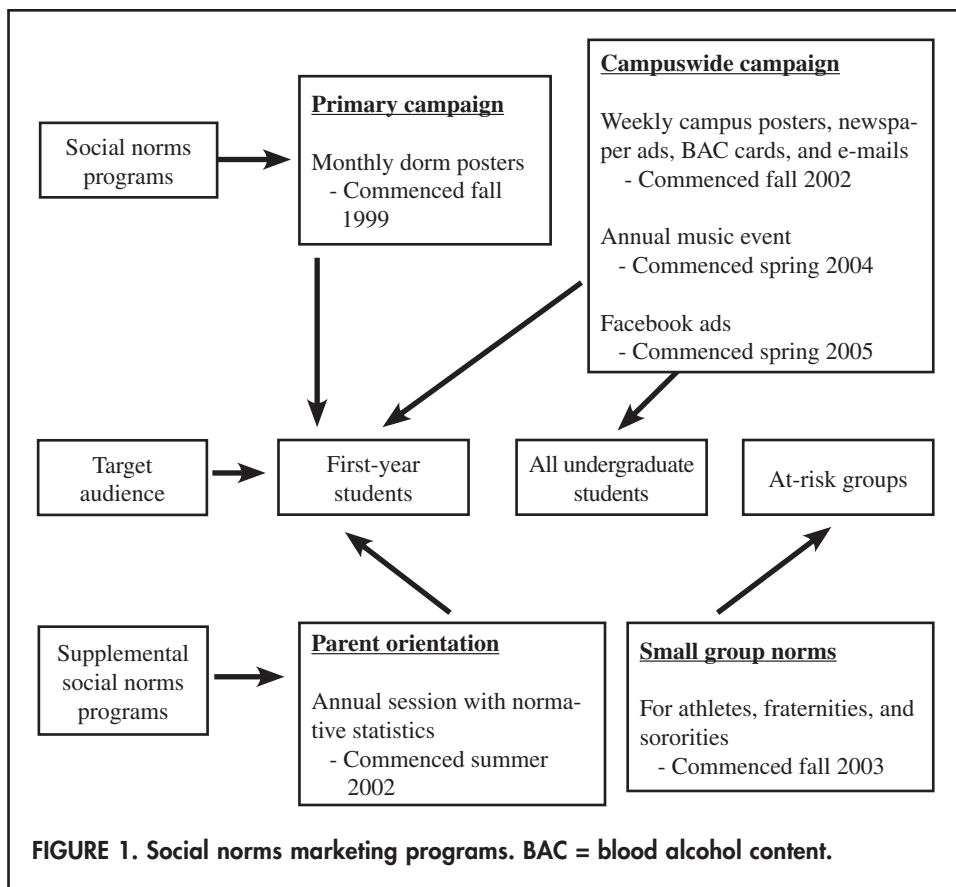 Social norms
programs
Primary campaign
Monthly dorm posters
- Commenced fall
1999
Campuswide campaign
Weekly campus posters, newspa-
per ads, BAC cards, and e-mails
- Commenced fall 2002
Annual music event
- Commenced spring 2004
Facebook ads
- Commenced spring 2005
Target
audience
First-year
students
All undergraduate
students
At-risk groups
Supplemental
social norms
programs
Parent orientation
Annual session with norma-
tive statistics
- Commenced summer
2002
Small group norms
For athletes, fraternities, and
sororities
- Commenced fall 2003
FIGURE 1. Social norms marketing programs. BAC = blood alcohol content.